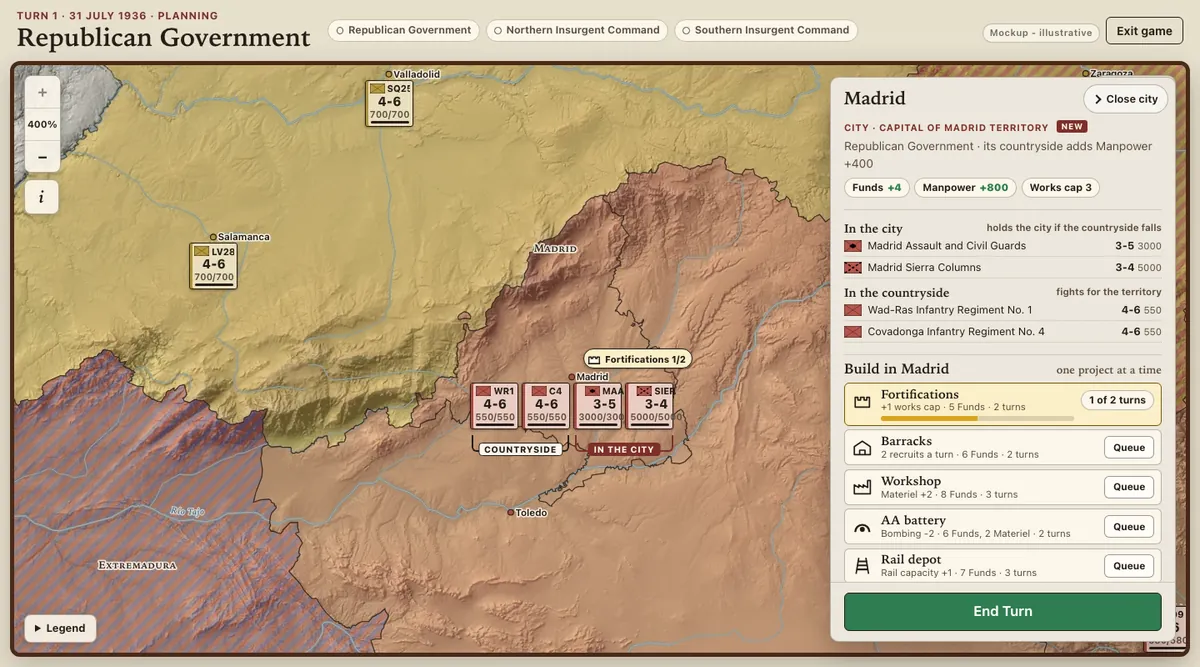 TURN 1 · 31 JULY 1936 · PLANNING
Republican Government
Republican Government
Northern Insurgent Command
Southern Insurgent Command
Mockup - illustrative
Exit game
+
400%
−
i
Valladolid
4-6
700/700
Salamanca
LV28
4-6
700/700
MADRID
Zaragoza
Fortifications 1/2
Madrid
WR1
4-6
550/550
C4
4-6
550/550
MAA
3-5
3-4
COUNTRYSIDE
IN THE CITY
Toledo
Río Tajo
EXTREMADURA
Legend
Madrid
Close city
CITY · CAPITAL OF MADRID TERRITORY
NEW
Republican Government · its countryside adds Manpower
+400
Funds +4
Manpower +800
Works cap 3
In the city
holds the city if the countryside falls
Madrid Assault and Civil Guards
3-5 3000
Madrid Sierra Columns
3-4 5000
In the countryside
fights for the territory
Wad-Ras Infantry Regiment No. 1
4-6 550
Covadonga Infantry Regiment No. 4
4-6 550
Build in Madrid
one project at a time
Fortifications
+1 works cap · 5 Funds · 2 turns
1 of 2 turns
Barracks
2 recruits a turn · 6 Funds · 2 turns
Queue
Workshop
Materiel +2 · 8 Funds · 3 turns
Queue
AA battery
Bombing -2 · 6 Funds, 2 Materiel · 2 turns
Queue
Rail depot
Rail capacity +1 · 7 Funds · 3 turns
Queue
End Turn